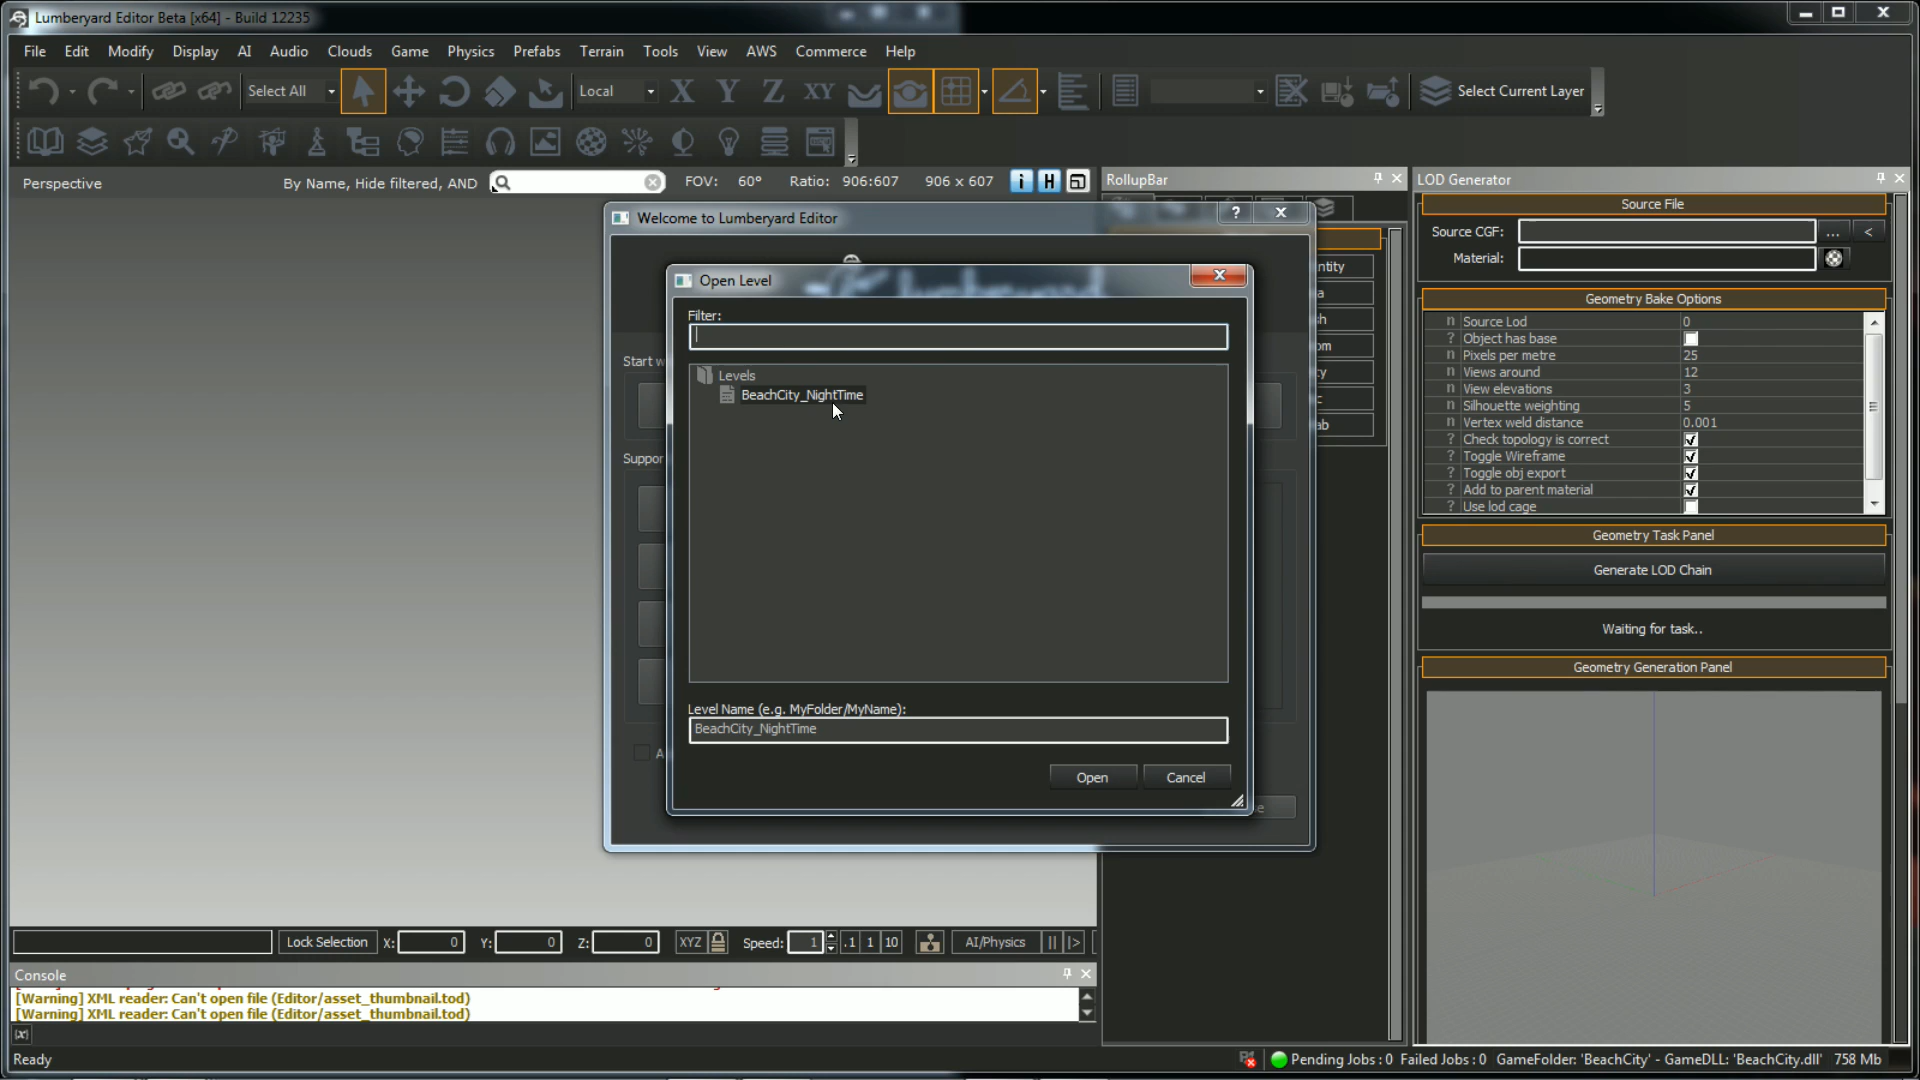 Lumberyard Editor Beta [x64] - Build 12235
File Edit Modify Display AI Audio Clouds Game Physics Prefabs Terrain Tools View AWS Commerce Help
Select All Local X Y Z XY Select Current Layer
Perspective By Name, Hide filtered, AND FOV: 60° Ratio: 906:607 906 x 607 i H
RollupBar
LOD Generator
Welcome to Lumberyard Editor
Start w
Suppor
A
Open Level
Filter:
Levels
BeachCity_NightTime
Level Name (e.g. MyFolder/MyName):
BeachCity_NightTime
Open Cancel
ntity
a
sh
om
ty
c
ab
Source File
Source CGF: ... <
Material:
Geometry Bake Options
n Source Lod 0
? Object has base
n Pixels per metre 25
n Views around 12
n View elevations 3
n Silhouette weighting 5
n Vertex weld distance 0.001
? Check topology is correct
? Toggle Wireframe
? Toggle obj export
? Add to parent material
? Use lod cage
Geometry Task Panel
Generate LOD Chain
Waiting for task..
Geometry Generation Panel
Lock Selection X: 0 Y: 0 Z: 0 XYZ Speed: 1 .1 1 10 AI/Physics
Console
[Warning] XML reader: Can't open file (Editor/asset_thumbnail.tod)
[Warning] XML reader: Can't open file (Editor/asset_thumbnail.tod)
Ready Pending Jobs : 0 Failed Jobs : 0 GameFolder: 'BeachCity' - GameDLL: 'BeachCity.dll' 758 Mb